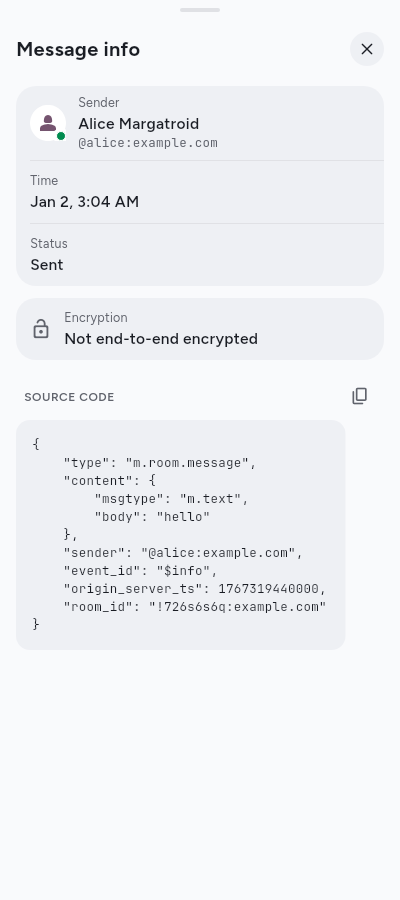 Message info
Sender
Alice Margatroid
@alice:example.com
Time
Jan 2, 3:04 AM
Status
Sent
Encryption
Not end-to-end encrypted
SOURCE CODE
{
    "type": "m.room.message",
    "content": {
        "msgtype": "m.text",
        "body": "hello"
    },
    "sender": "@alice:example.com",
    "event_id": "$info",
    "origin_server_ts": 1767319440000,
    "room_id": "!726s6s6q:example.com"
}